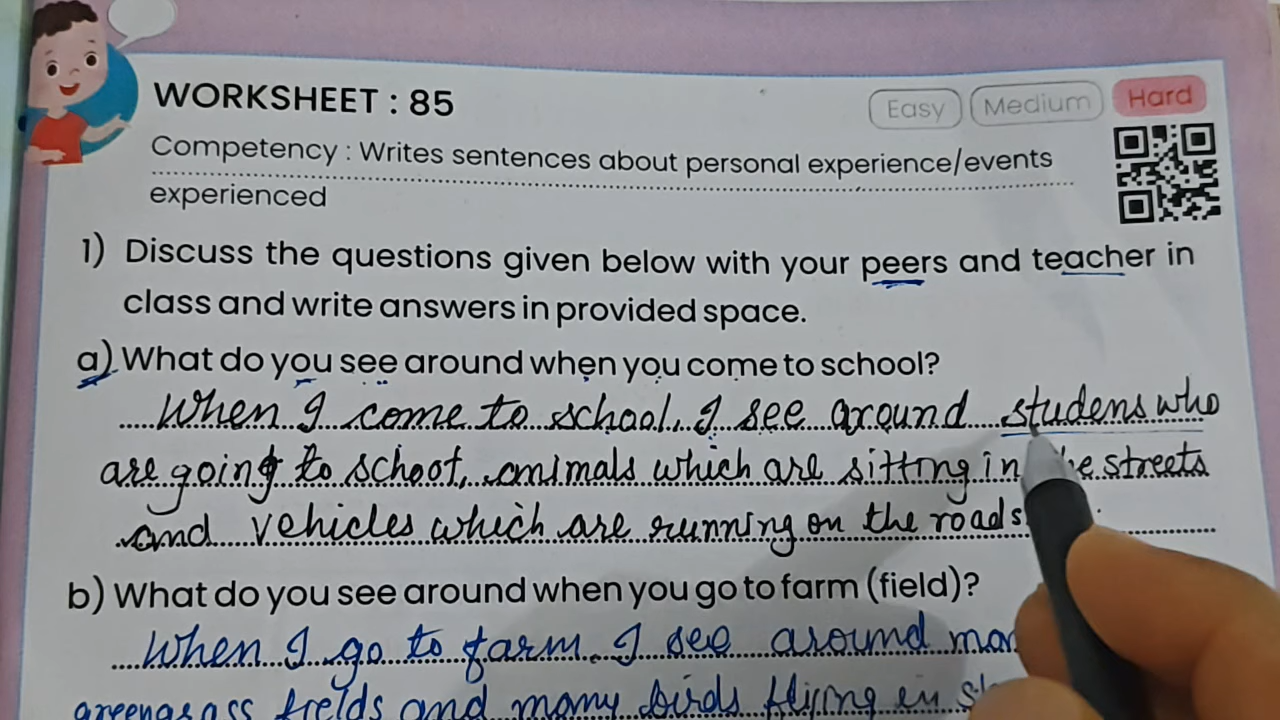 WORKSHEET : 85
Easy Medium Hard
Competency : Writes sentences about personal experience/events
experienced
1) Discuss the questions given below with your peers and teacher in
class and write answers in provided space.
a) What do you see around when you come to school?
When I come to school, I see around studens who
are going to school, animals which are sitting in streets
and vehicles which are running on the roads
b) What do you see around when you go to farm (field)?
When I go to farm, I see around
greengrass fields and many birds flying in